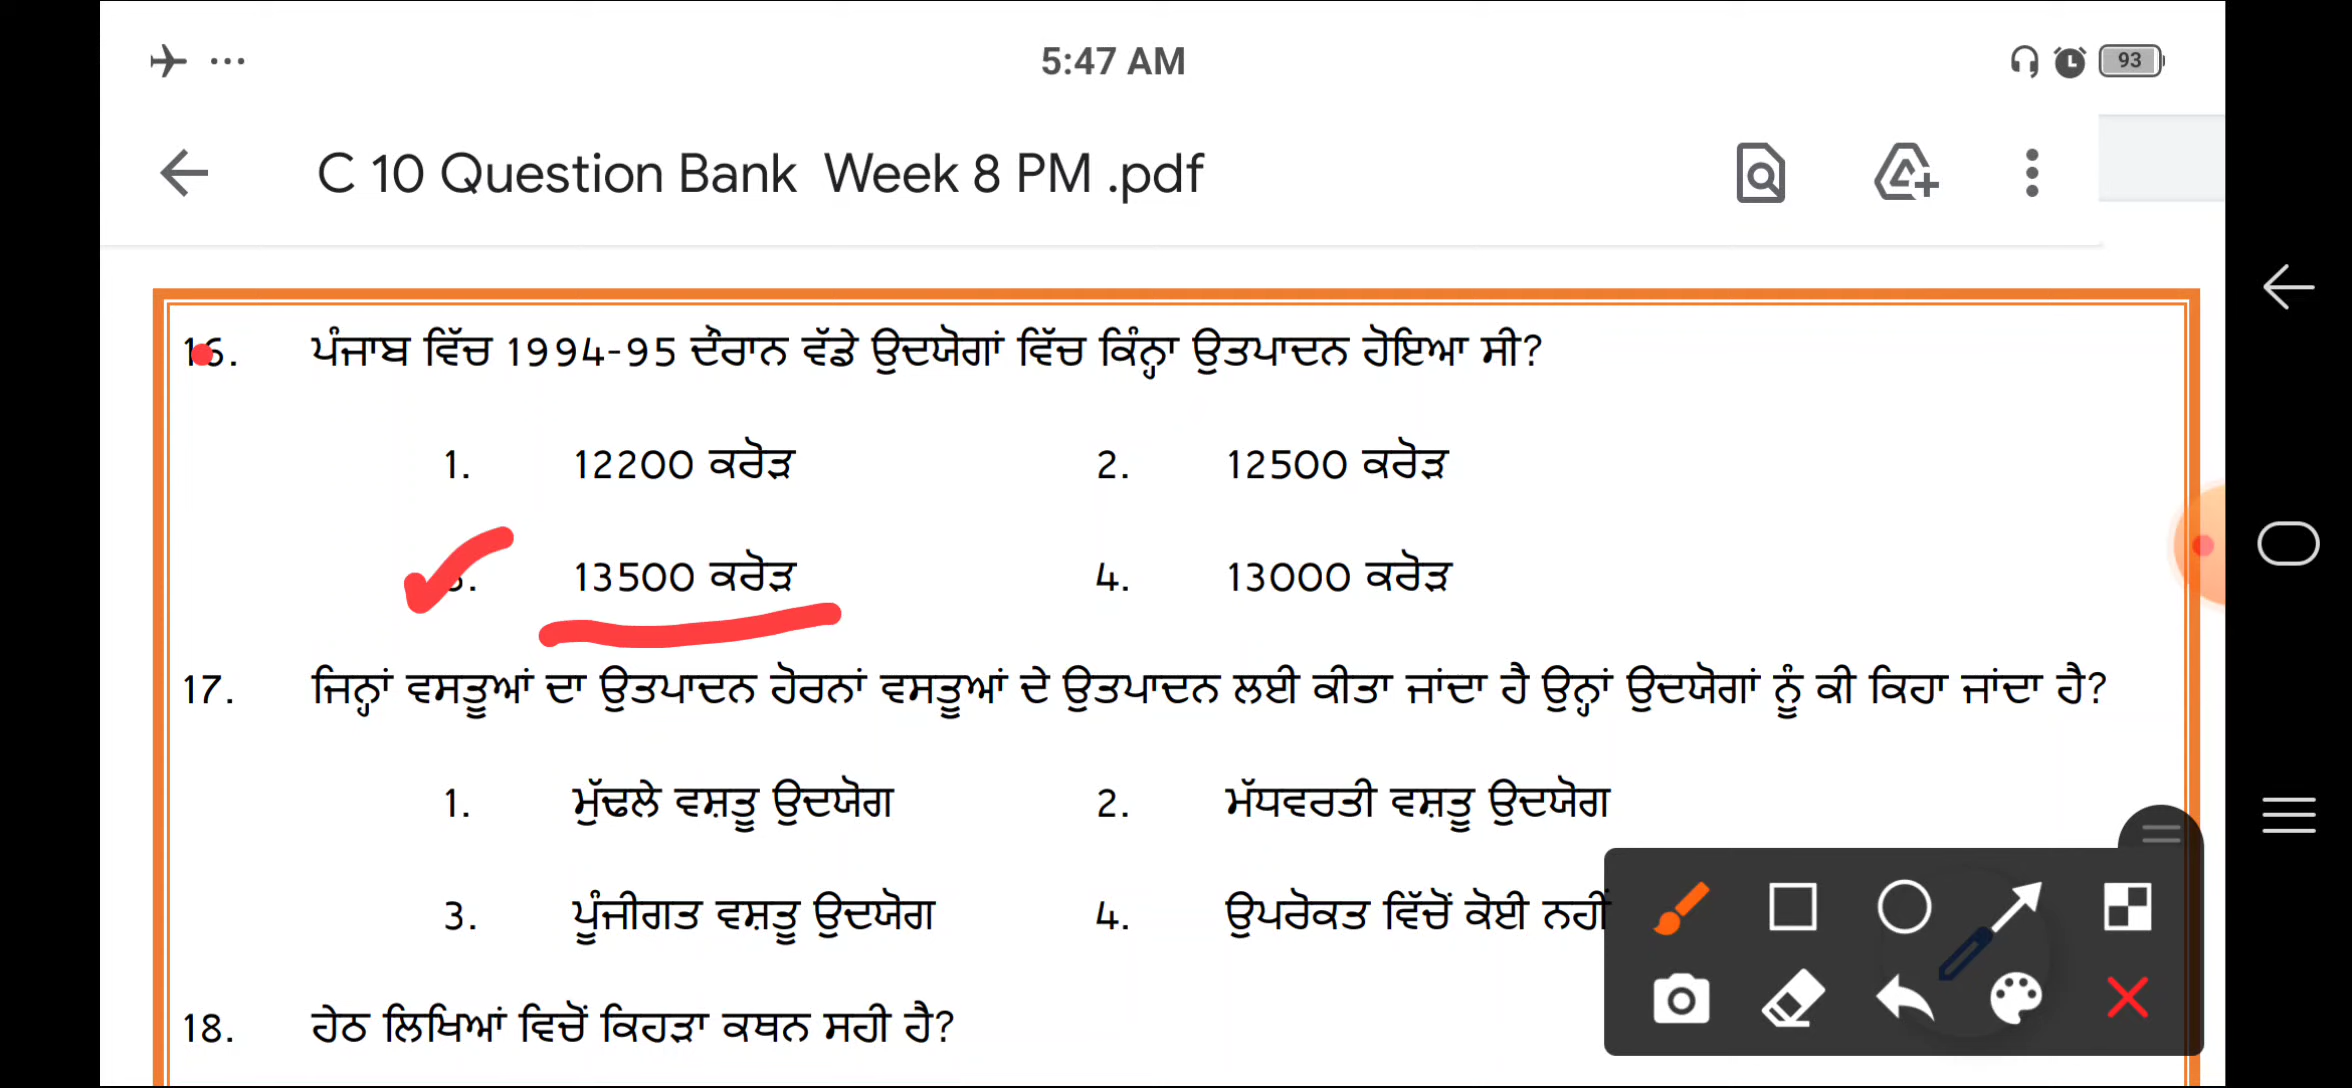 5:47 AM
93
C 10 Question Bank Week 8 PM .pdf
16. ਪੰਜਾਬ ਵਿੱਚ 1994-95 ਦੌਰਾਨ ਵੱਡੇ ਉਦਯੋਗਾਂ ਵਿੱਚ ਕਿੰਨ੍ਹਾ ਉਤਪਾਦਨ ਹੋਇਆ ਸੀ?
1. 12200 ਕਰੋੜ 2. 12500 ਕਰੋੜ
3. 13500 ਕਰੋੜ 4. 13000 ਕਰੋੜ
17. ਜਿਨ੍ਹਾਂ ਵਸਤੂਆਂ ਦਾ ਉਤਪਾਦਨ ਹੋਰਨਾਂ ਵਸਤੂਆਂ ਦੇ ਉਤਪਾਦਨ ਲਈ ਕੀਤਾ ਜਾਂਦਾ ਹੈ ਉਨ੍ਹਾਂ ਉਦਯੋਗਾਂ ਨੂੰ ਕੀ ਕਿਹਾ ਜਾਂਦਾ ਹੈ?
1. ਮੁੱਢਲੇ ਵਸ਼ਤੂ ਉਦਯੋਗ 2. ਮੱਧਵਰਤੀ ਵਸ਼ਤੂ ਉਦਯੋਗ
3. ਪੂੰਜੀਗਤ ਵਸ਼ਤੂ ਉਦਯੋਗ 4. ਉਪਰੋਕਤ ਵਿੱਚੋਂ ਕੋਈ ਨਹੀਂ
18. ਹੇਠ ਲਿਖਿਆਂ ਵਿਚੋਂ ਕਿਹੜਾ ਕਥਨ ਸਹੀ ਹੈ?